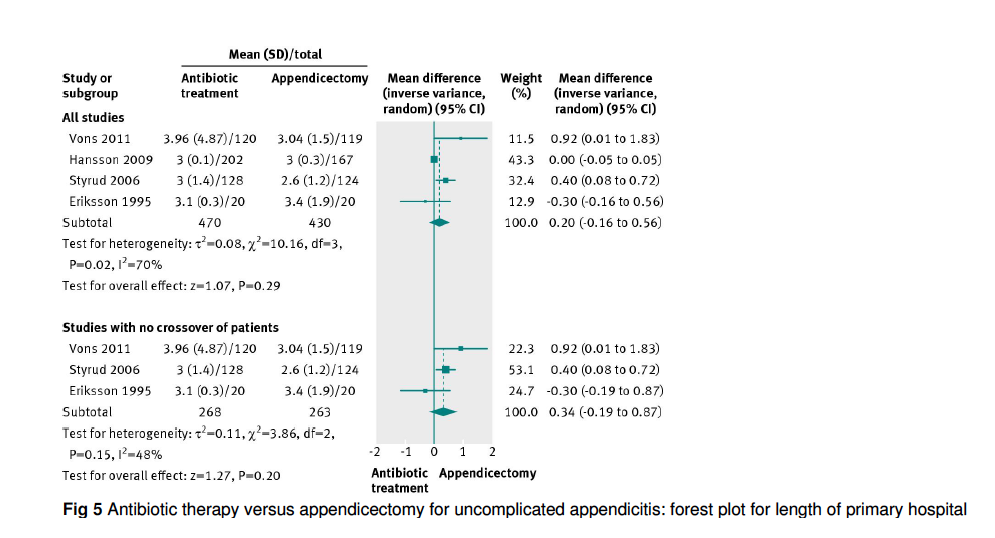 Mean (SD)/total
Study or subgroup Antibiotic treatment Appendicectomy Mean difference (inverse variance, random) (95% CI) Weight (%) Mean difference (inverse variance, random) (95% CI)
All studies
Vons 2011 3.96 (4.87)/120 3.04 (1.5)/119 11.5 0.92 (0.01 to 1.83)
Hansson 2009 3 (0.1)/202 3 (0.3)/167 43.3 0.00 (-0.05 to 0.05)
Styrud 2006 3 (1.4)/128 2.6 (1.2)/124 32.4 0.40 (0.08 to 0.72)
Eriksson 1995 3.1 (0.3)/20 3.4 (1.9)/20 12.9 -0.30 (-0.16 to 0.56)
Subtotal 470 430 100.0 0.20 (-0.16 to 0.56)
Test for heterogeneity: τ²=0.08, χ²=10.16, df=3,
P=0.02, I²=70%
Test for overall effect: z=1.07, P=0.29
Studies with no crossover of patients
Vons 2011 3.96 (4.87)/120 3.04 (1.5)/119 22.3 0.92 (0.01 to 1.83)
Styrud 2006 3 (1.4)/128 2.6 (1.2)/124 53.1 0.40 (0.08 to 0.72)
Eriksson 1995 3.1 (0.3)/20 3.4 (1.9)/20 24.7 -0.30 (-0.19 to 0.87)
Subtotal 268 263 100.0 0.34 (-0.19 to 0.87)
Test for heterogeneity: τ²=0.11, χ²=3.86, df=2,
P=0.15, I²=48%
Test for overall effect: z=1.27, P=0.20
-2 -1 0 1 2
Antibiotic treatment Appendicectomy
Fig 5 Antibiotic therapy versus appendicectomy for uncomplicated appendicitis: forest plot for length of primary hospital